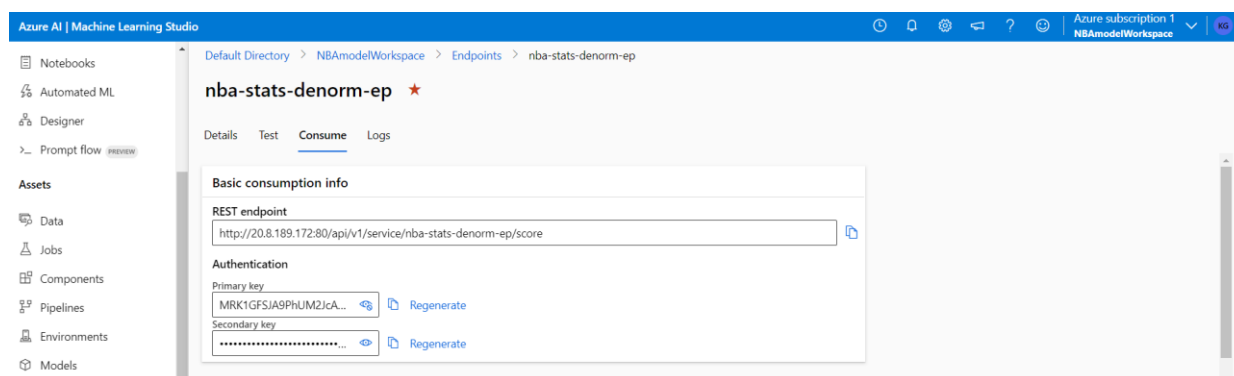 Azure AI | Machine Learning Studio
Azure subscription 1
NBAmodelWorkspace
KG
Notebooks
Automated ML
Designer
Prompt flow PREVIEW
Assets
Data
Jobs
Components
Pipelines
Environments
Models
Default Directory > NBAmodelWorkspace > Endpoints > nba-stats-denorm-ep
nba-stats-denorm-ep
Details Test Consume Logs
Basic consumption info
REST endpoint
http://20.8.189.172:80/api/v1/service/nba-stats-denorm-ep/score
Authentication
Primary key
MRK1GFSJA9PhUM2JcA... Regenerate
Secondary key
••••••••••••••••••••••••••... Regenerate